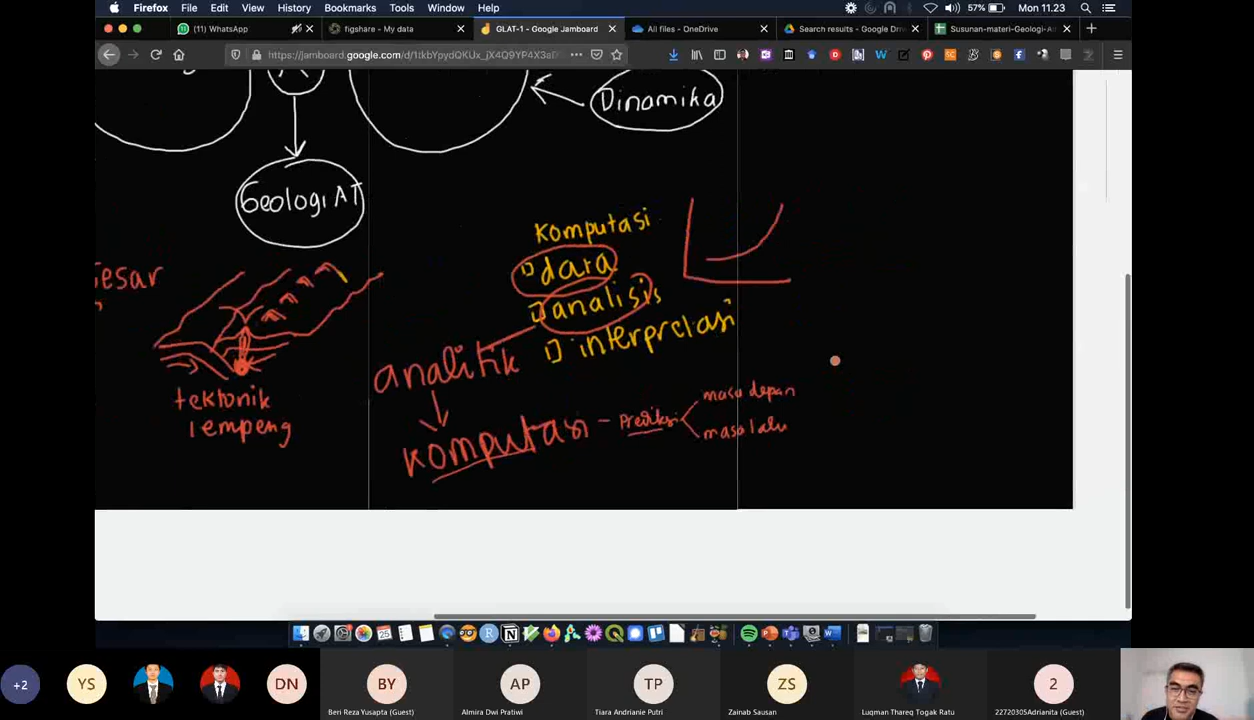 Firefox File Edit View History Bookmarks Tools Window Help 57% Mon 11.23
(1) WhatsApp
figshare — My data
GLAT-1 - Google Jamboard
All files - OneDrive
Search results - Google Driv
Susunan-materi-Geologi-A
Dinamika
Geologi AT
Komputasi
data
analisis
interpretasi
esar
tektonik
lempeng
analitik
komputasi - Prediksi
masa depan
masa lalu
25
+2
YS
DN
BY
AP
TP
ZS
2
Beri Reza Yusapta (Guest)
Almira Dwi Pratiwi
Tiara Andrianie Putri
Zainab Sausan
Luqman Thareq Togak Ratu
22720305Adrianita (Guest)